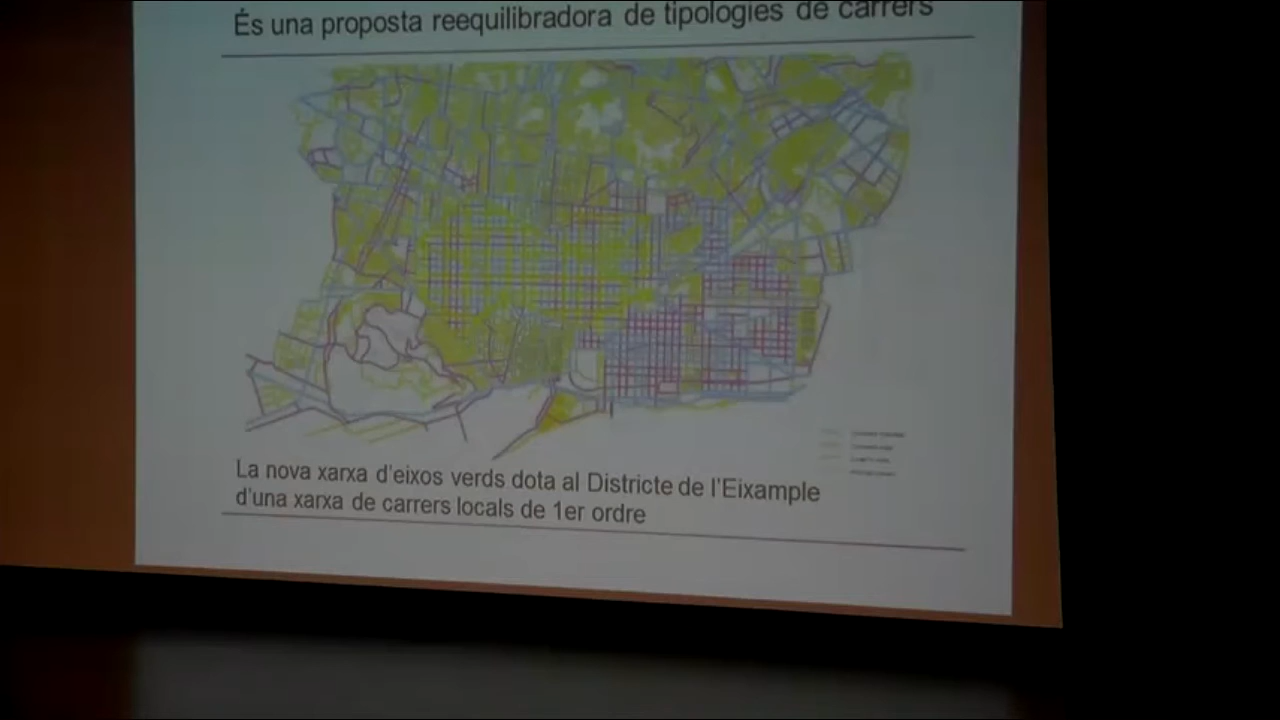 És una proposta reequilibradora de tipologies de carrers
La nova xarxa d'eixos verds dota al Districte de l'Eixample
d'una xarxa de carrers locals de 1er ordre